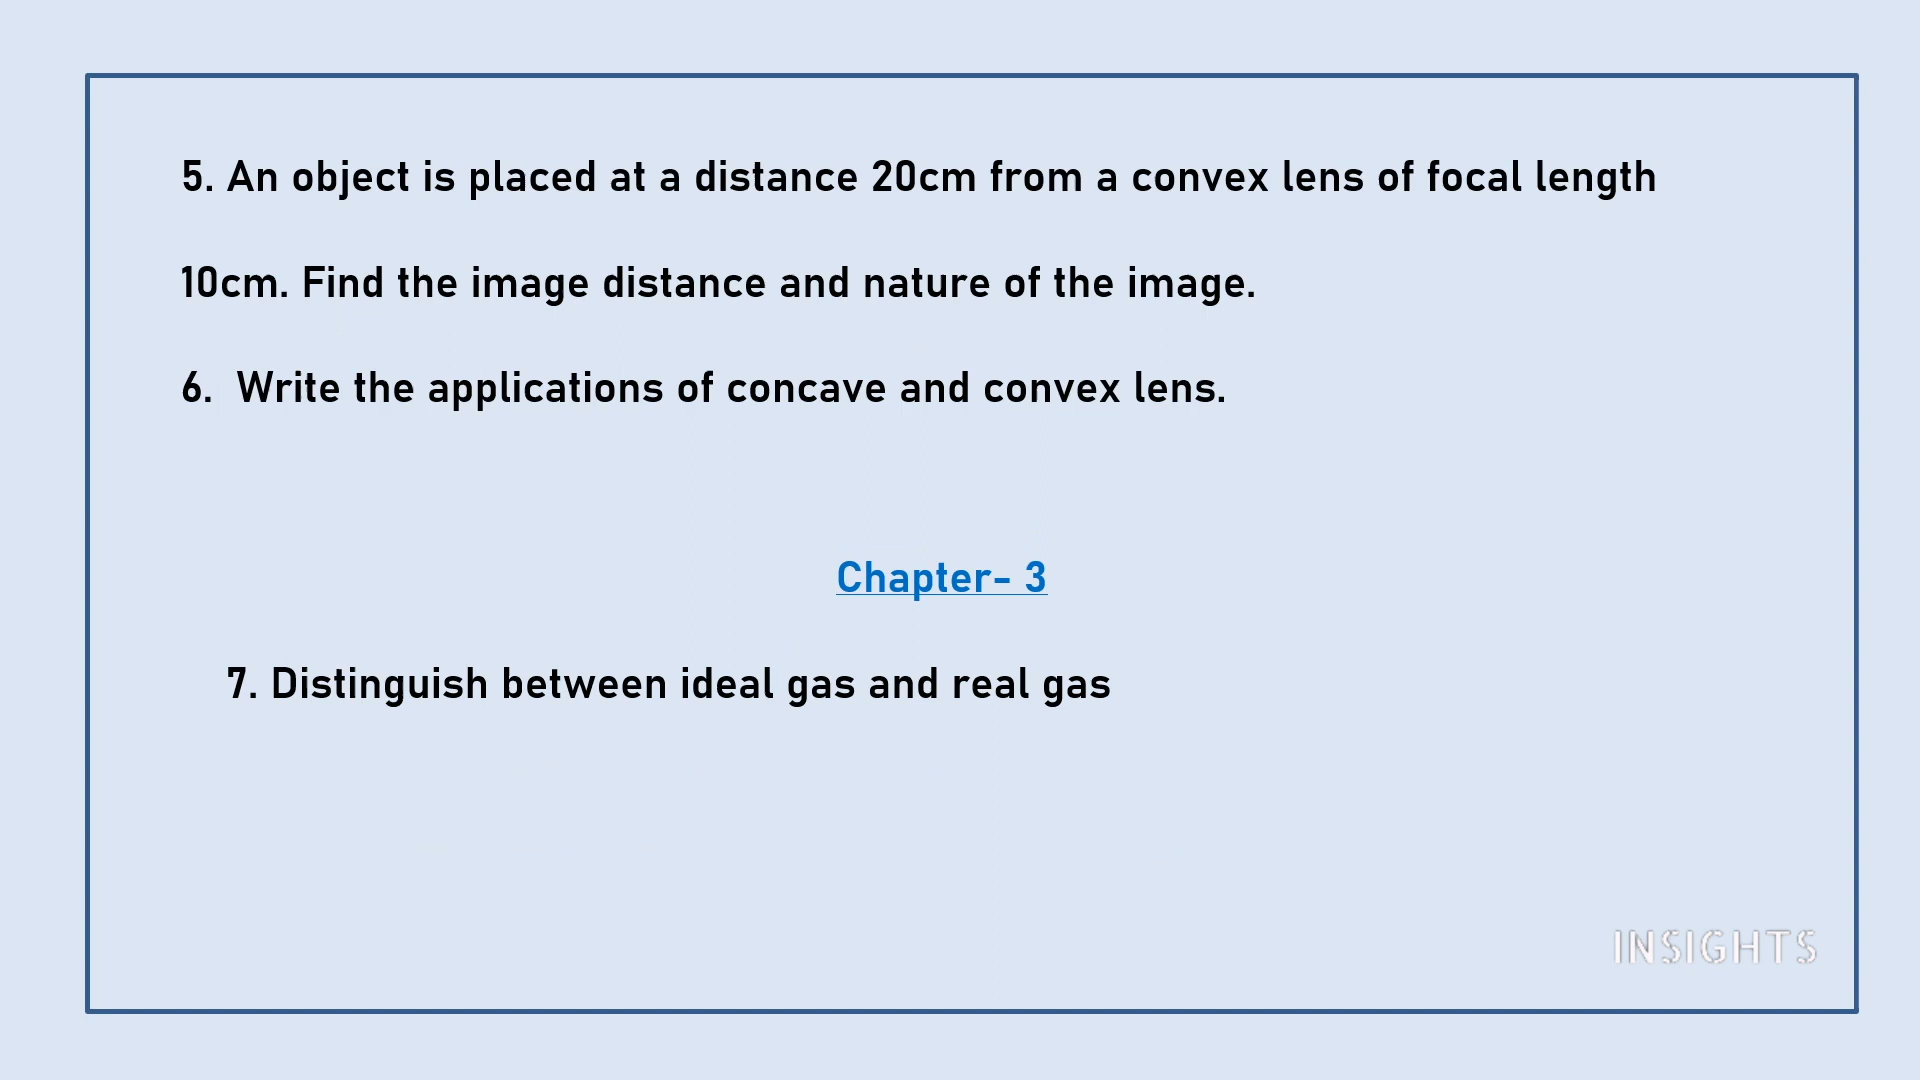 5. An object is placed at a distance 20cm from a convex lens of focal length
10cm. Find the image distance and nature of the image.
6. Write the applications of concave and convex lens.
Chapter- 3
7. Distinguish between ideal gas and real gas
INSIGHTS